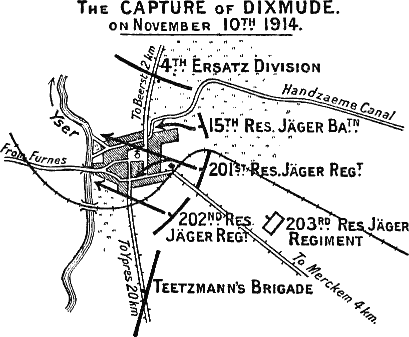 THE CAPTURE OF DIXMUDE.
ON NOVEMBER 10TH 1914.
To Beerst 2 km
4TH ERSATZ DIVISION
Handzaeme Canal
Yser
15TH RES. JÄGER BATN
From Furnes
201ST RES. JÄGER REGT
202ND RES.
JÄGER REGT
203RD RES JÄGER
REGIMENT
To Ypres 20km
To Merckem 4 km.
TEETZMANN'S BRIGADE